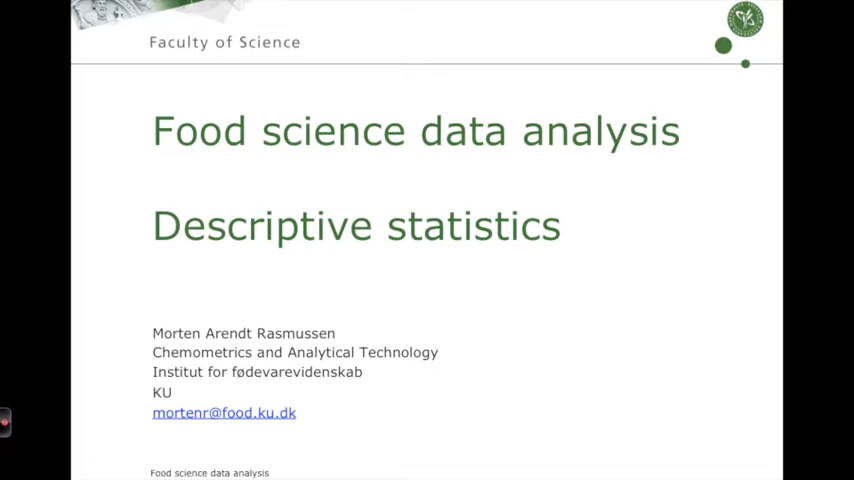 Faculty of Science
Food science data analysis
Descriptive statistics
Morten Arendt Rasmussen
Chemometrics and Analytical Technology
Institut for fødevarevidenskab
KU
mortenr@food.ku.dk
Food science data analysis